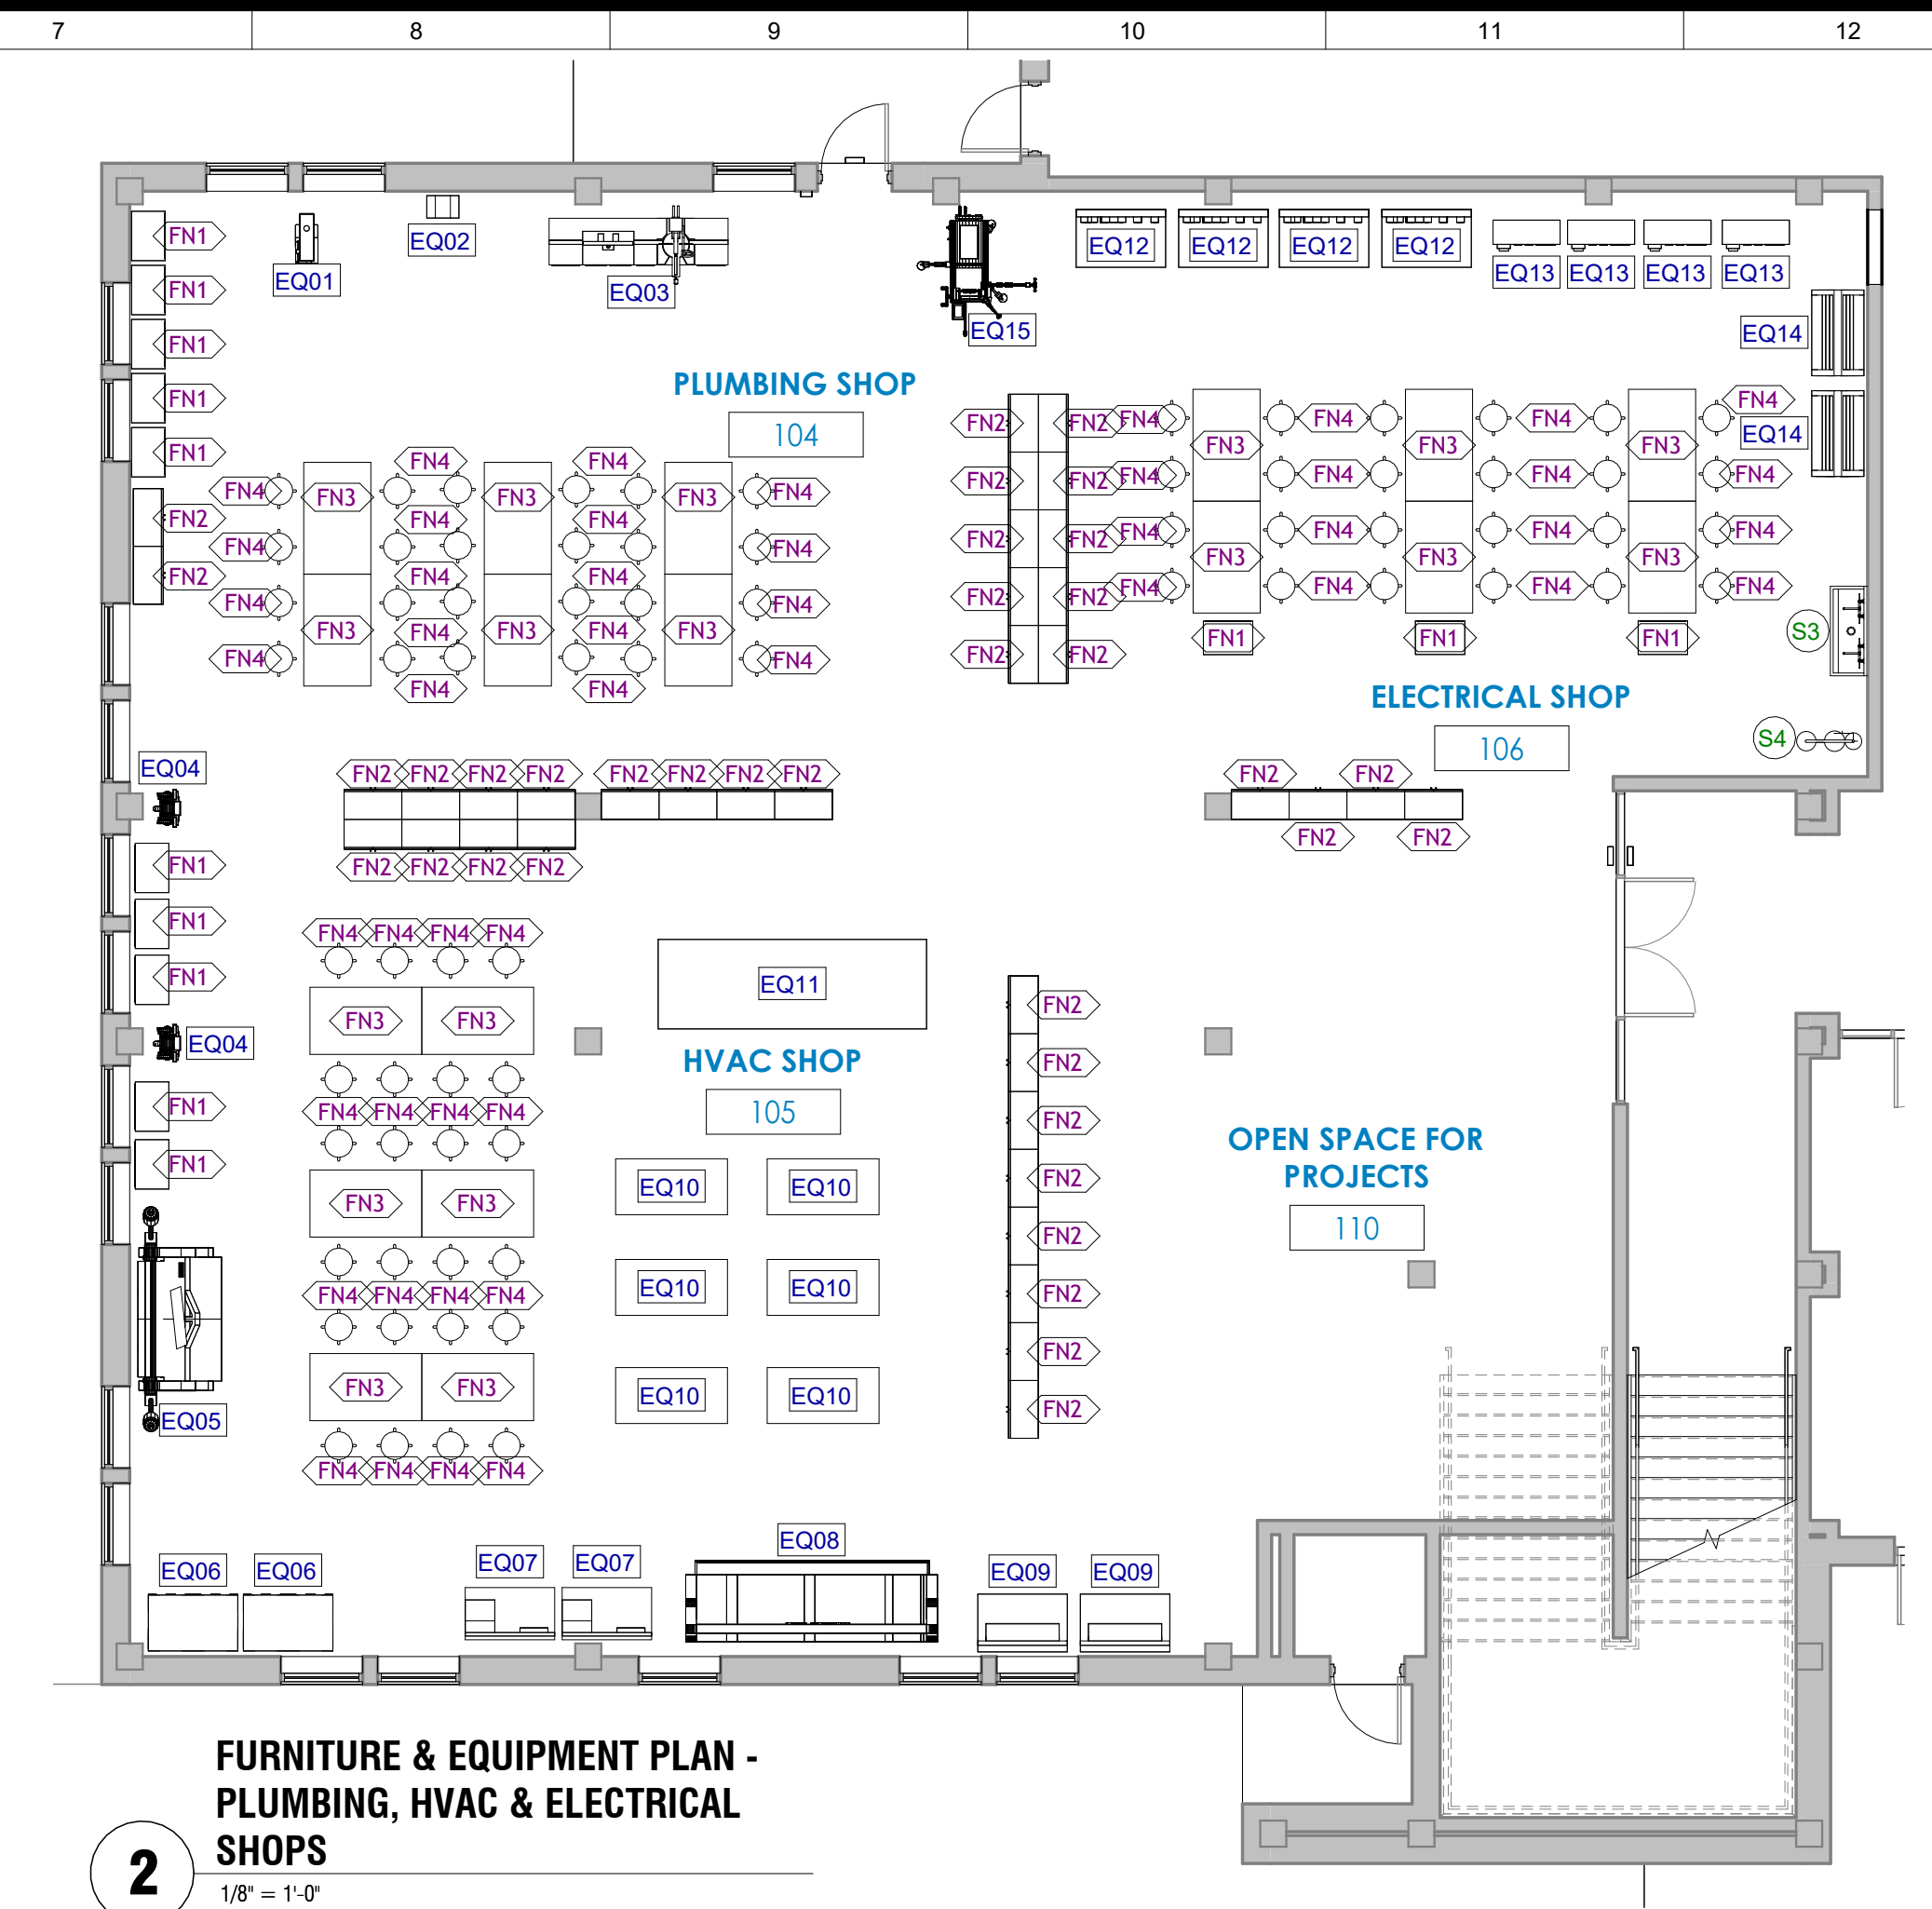 7 8 9 10 11 12
FN1 EQ02 EQ12 EQ12 EQ12 EQ12
EQ01 EQ03 EQ13 EQ13 EQ13 EQ13
FN1
EQ15 EQ14
FN1
PLUMBING SHOP
104
FN1
FN1
FN2 FN2 FN4 FN4 FN4 FN4
FN3 FN3 FN3 EQ14
FN4 FN4
FN4 FN3 FN3 FN3 FN4
FN2 FN2 FN4 FN4 FN4 FN4
FN2 FN4 FN4
FN4 FN4
FN2 FN2 FN4 FN4 FN4 FN4
FN3 FN3 FN3
FN2 FN4 FN4
FN4 FN4
FN2 FN2 FN4 FN4 FN4 FN4
FN3 FN3 FN3
FN4 FN4
FN1 FN1 FN1 S3
FN4 FN4
FN2 FN2
FN4 FN4
ELECTRICAL SHOP
106
S4
EQ04
FN2 FN2 FN2 FN2 FN2 FN2 FN2 FN2 FN2 FN2
FN2 FN2
FN1 FN2 FN2 FN2 FN2
FN1 FN4 FN4 FN4 FN4
FN1 EQ11
FN3 FN3 FN2
EQ04
HVAC SHOP
105
FN2
FN1 FN4 FN4 FN4 FN4 FN2
FN1
OPEN SPACE FOR
PROJECTS
110
FN3 FN3 EQ10 EQ10 FN2
FN2
FN4 FN4 FN4 FN4 EQ10 EQ10 FN2
FN2
FN3 FN3 EQ10 EQ10 FN2
EQ05
FN4 FN4 FN4 FN4
EQ06 EQ06 EQ07 EQ07 EQ08 EQ09 EQ09
FURNITURE & EQUIPMENT PLAN -
PLUMBING, HVAC & ELECTRICAL
SHOPS
2
1/8" = 1'-0"